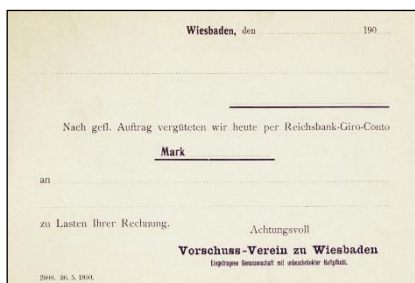 Wiesbaden, den 190
Nach gefl. Auftrag vergüteten wir heute per Reichsbank-Giro-Conto
Mark
an
zu Lasten Ihrer Rechnung.
Achtungsvoll
Vorschuss-Verein zu Wiesbaden
Eingetragene Genossenschaft mit unbeschränkter Haftpflicht.
2000. 30. 5. 1900.